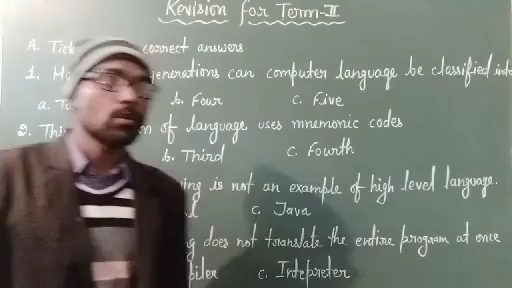 Revision for Term-II
A. Tick correct answers
1. generations can computer language be classified into
a. b. Four c. Five
2. of language uses mnemonic codes
b. Third c. Fourth
is not an example of high level language.
c. Java
does not translate the entire program at once
c. Intepreter